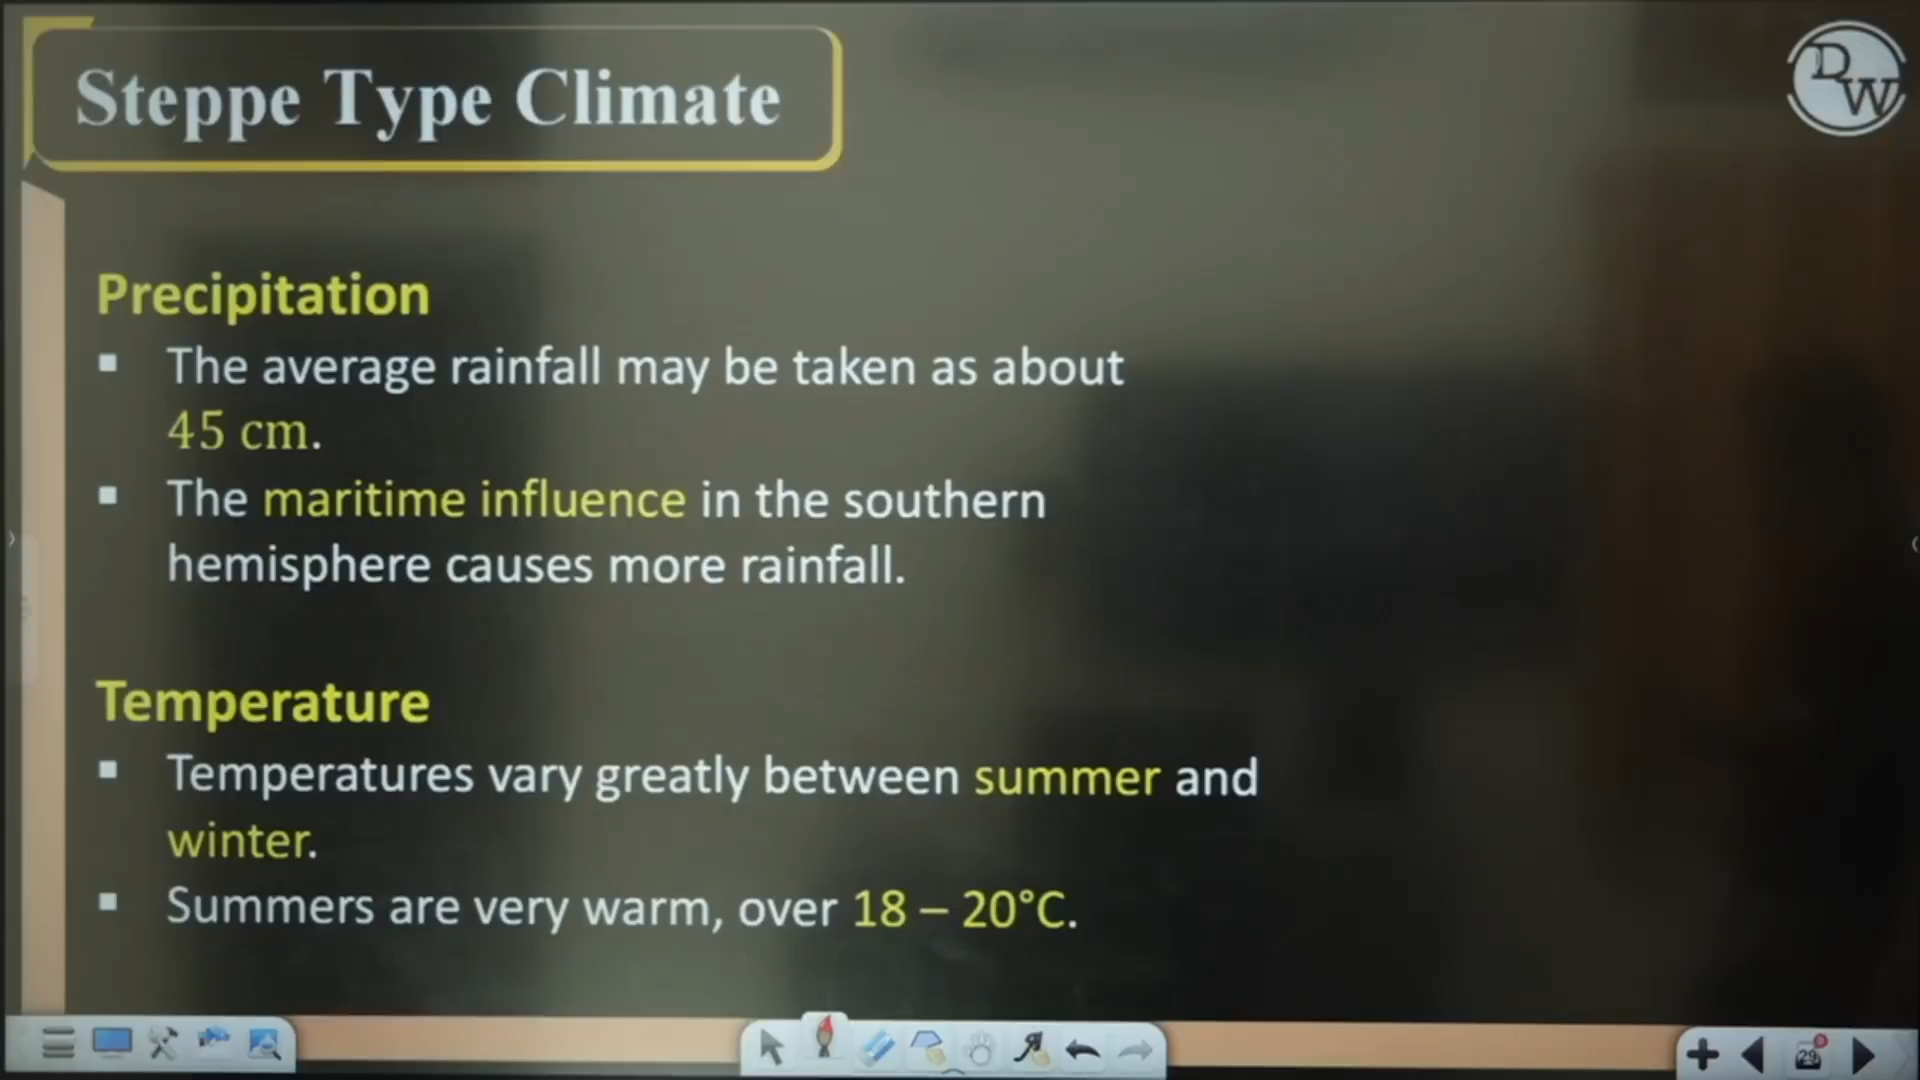 Steppe Type Climate
Precipitation
▪ The average rainfall may be taken as about
45 cm.
▪ The maritime influence in the southern
hemisphere causes more rainfall.
Temperature
▪ Temperatures vary greatly between summer and
winter.
▪ Summers are very warm, over 18 – 20°C.
29